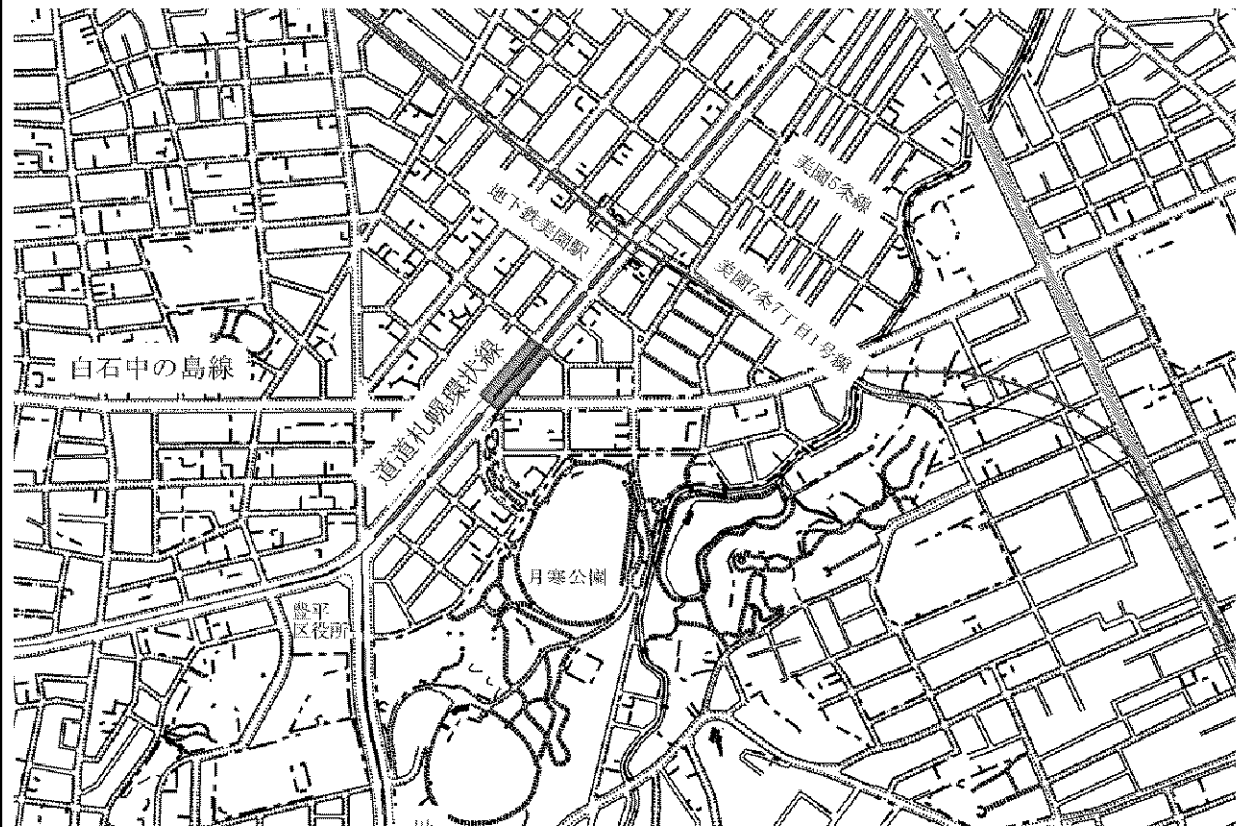 美園5条線
地下鉄美園駅
美園7条7丁目1号線
白石中の島線
道道札幌環状線
月寒公園
豊平
区役所